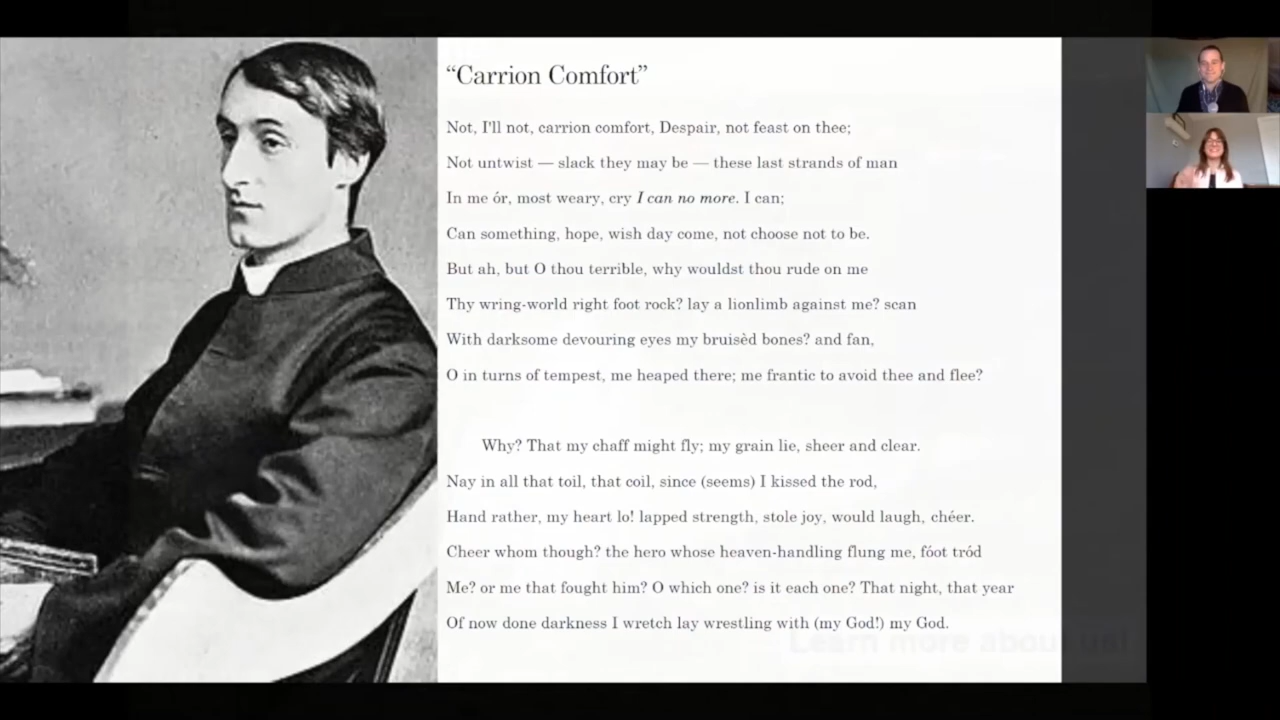 “Carrion Comfort”
Not, I'll not, carrion comfort, Despair, not feast on thee;
Not untwist — slack they may be — these last strands of man
In me ór, most weary, cry I can no more. I can;
Can something, hope, wish day come, not choose not to be.
But ah, but O thou terrible, why wouldst thou rude on me
Thy wring-world right foot rock? lay a lionlimb against me? scan
With darksome devouring eyes my bruisèd bones? and fan,
O in turns of tempest, me heaped there; me frantic to avoid thee and flee?
Why? That my chaff might fly; my grain lie, sheer and clear.
Nay in all that toil, that coil, since (seems) I kissed the rod,
Hand rather, my heart lo! lapped strength, stole joy, would laugh, chéer.
Cheer whom though? the hero whose heaven-handling flung me, fóot tród
Me? or me that fought him? O which one? is it each one? That night, that year
Of now done darkness I wretch lay wrestling with (my God!) my God.
Learn more about us!